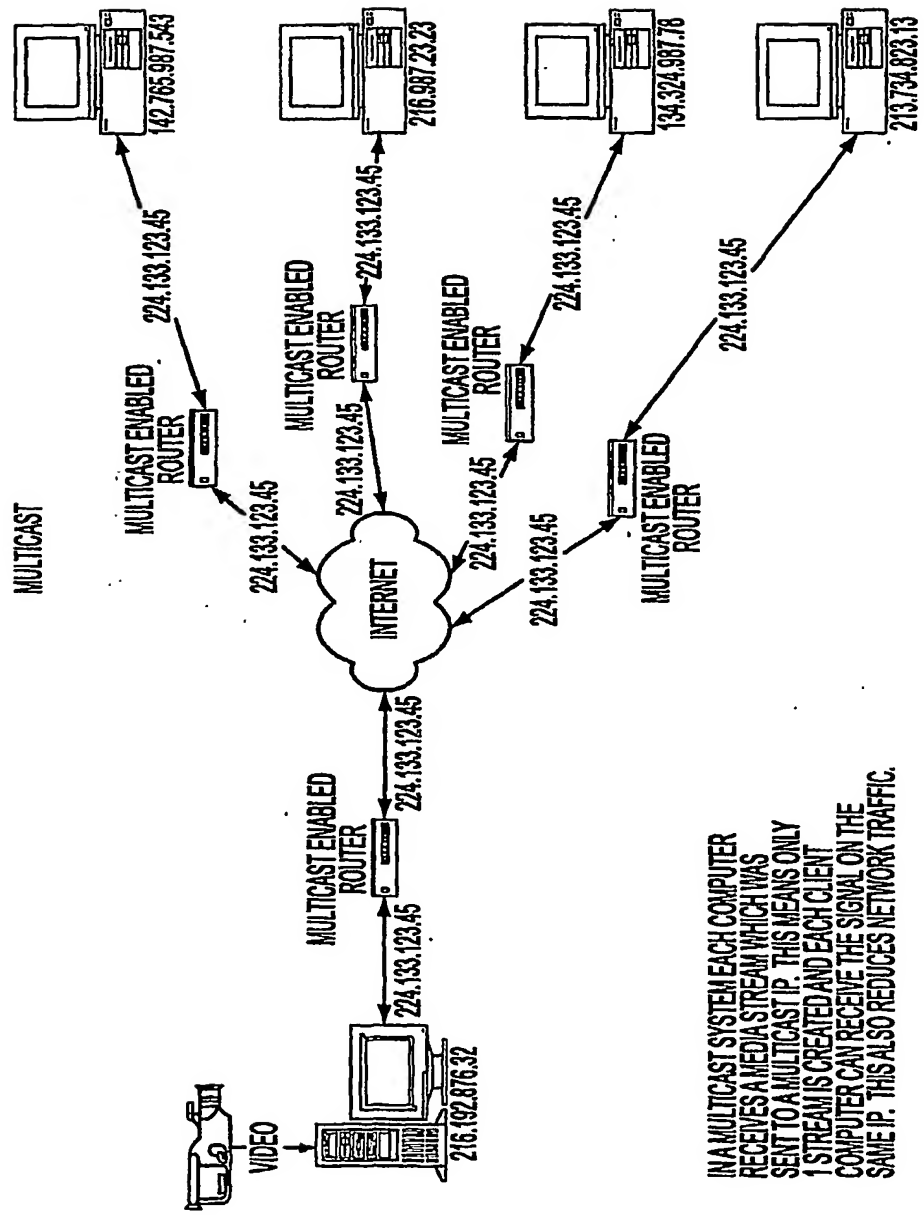 MULTICAST
VIDEO
216.192.876.32
224.133.123.45
MULTICAST ENABLED
ROUTER
224.133.123.45
INTERNET
224.133.123.45
MULTICAST ENABLED
ROUTER
224.133.123.45
142.765.987.543
224.133.123.45
MULTICAST ENABLED
ROUTER
224.133.123.45
216.987.23.23
224.133.123.45
MULTICAST ENABLED
ROUTER
224.133.123.45
134.324.987.78
224.133.123.45
MULTICAST ENABLED
ROUTER
224.133.123.45
213.734.823.13
IN A MULTICAST SYSTEM EACH COMPUTER
RECEIVES A MEDIA STREAM WHICH WAS
SENT TO A MULTICAST IP. THIS MEANS ONLY
1 STREAM IS CREATED AND EACH CLIENT
COMPUTER CAN RECEIVE THE SIGNAL ON THE
SAME IP. THIS ALSO REDUCES NETWORK TRAFFIC.